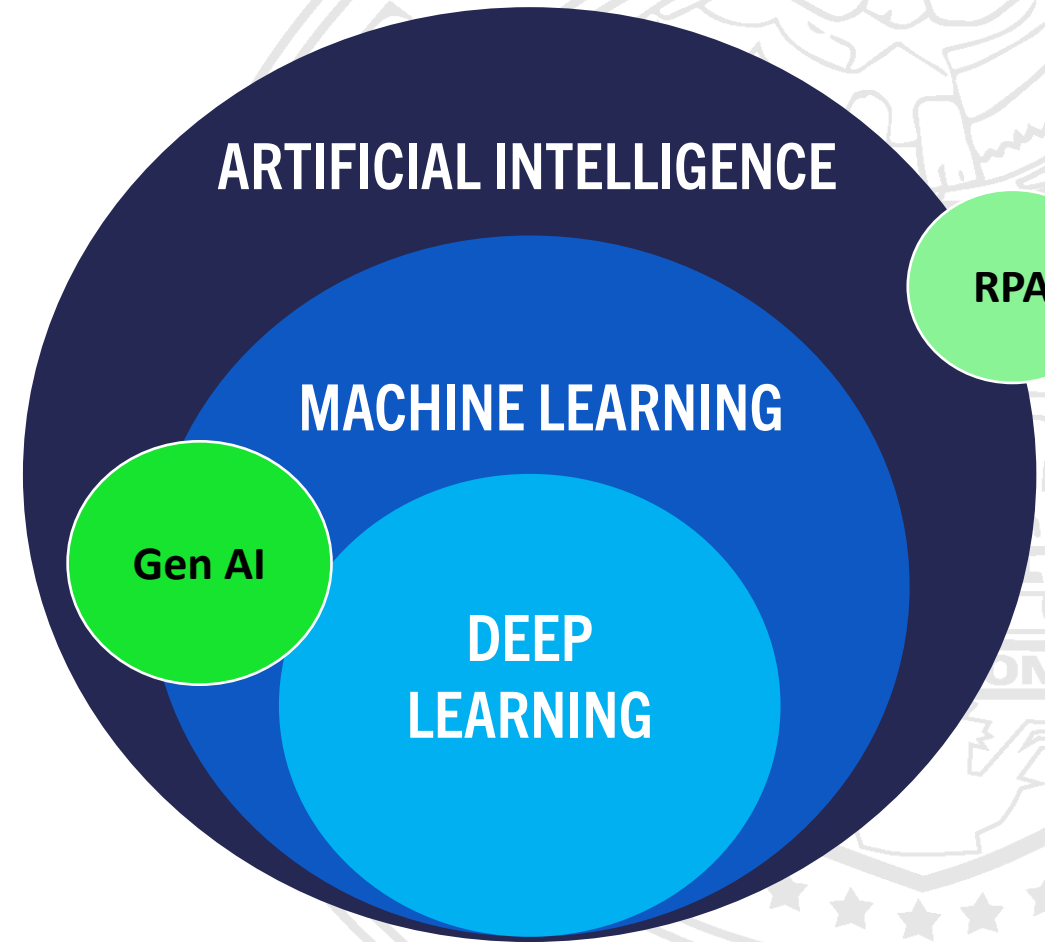 ARTIFICIAL INTELLIGENCE
RPA
MACHINE LEARNING
Gen AI
DEEP
LEARNING